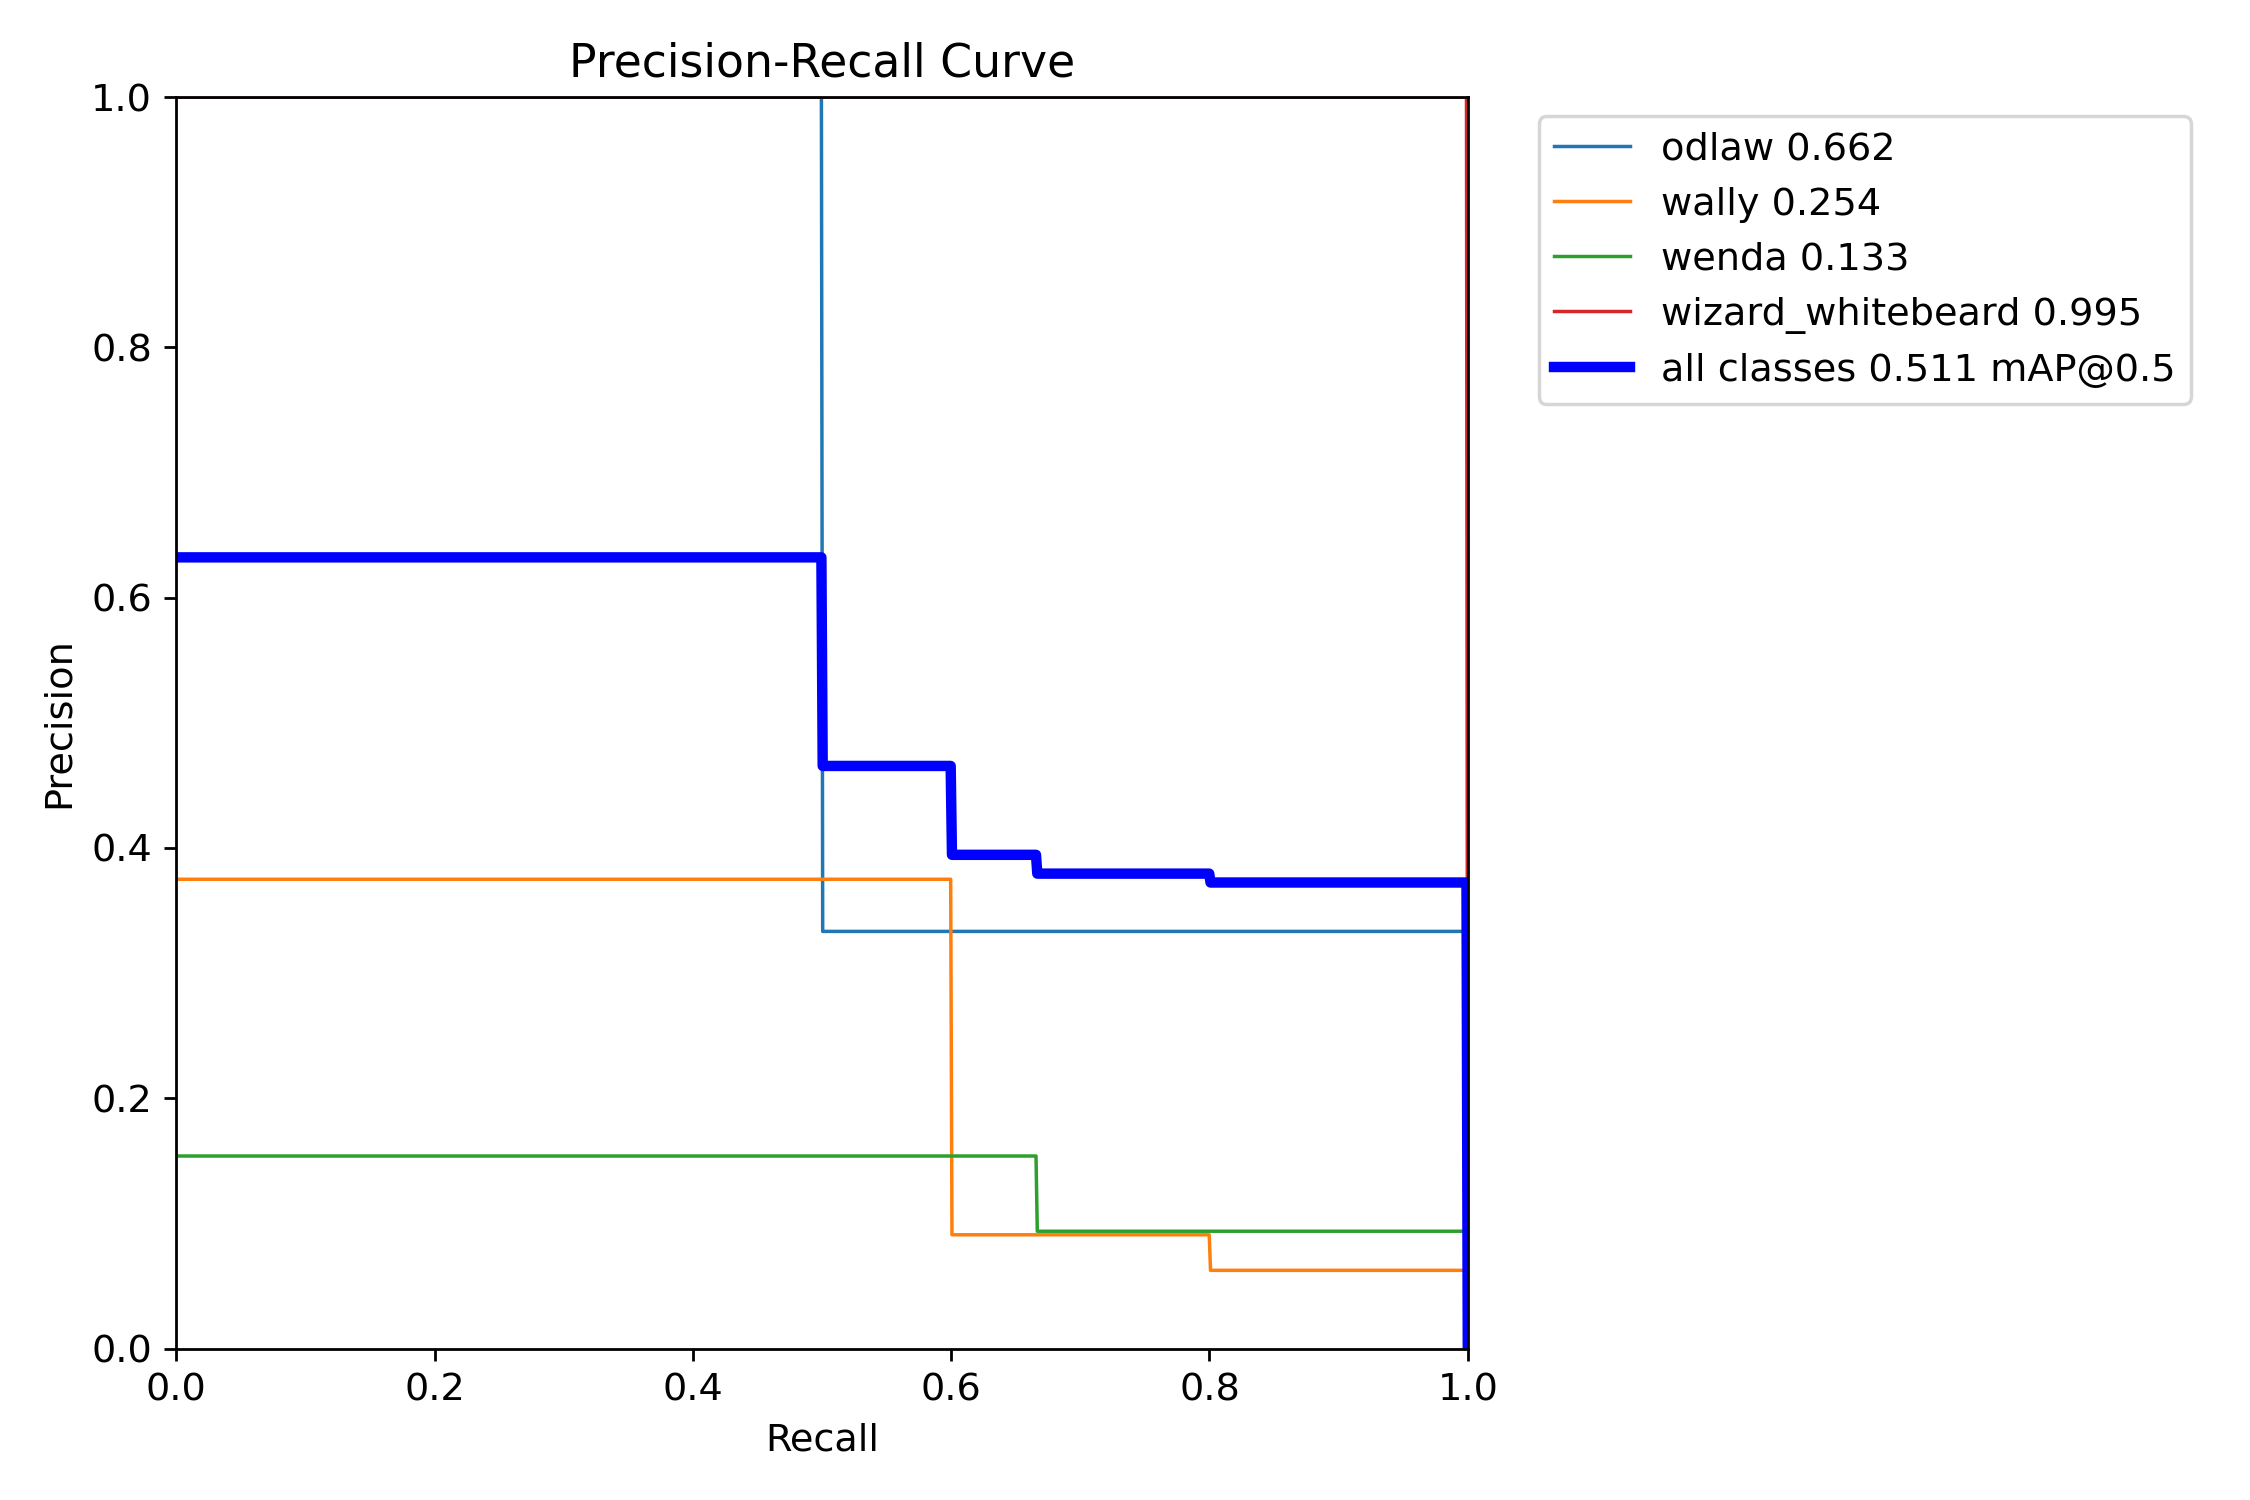 Precision-Recall Curve
1.0
0.8
0.6
0.4
0.2
0.0
Precision
0.0 0.2 0.4 0.6 0.8 1.0
Recall
odlaw 0.662
wally 0.254
wenda 0.133
wizard_whitebeard 0.995
all classes 0.511 mAP@0.5